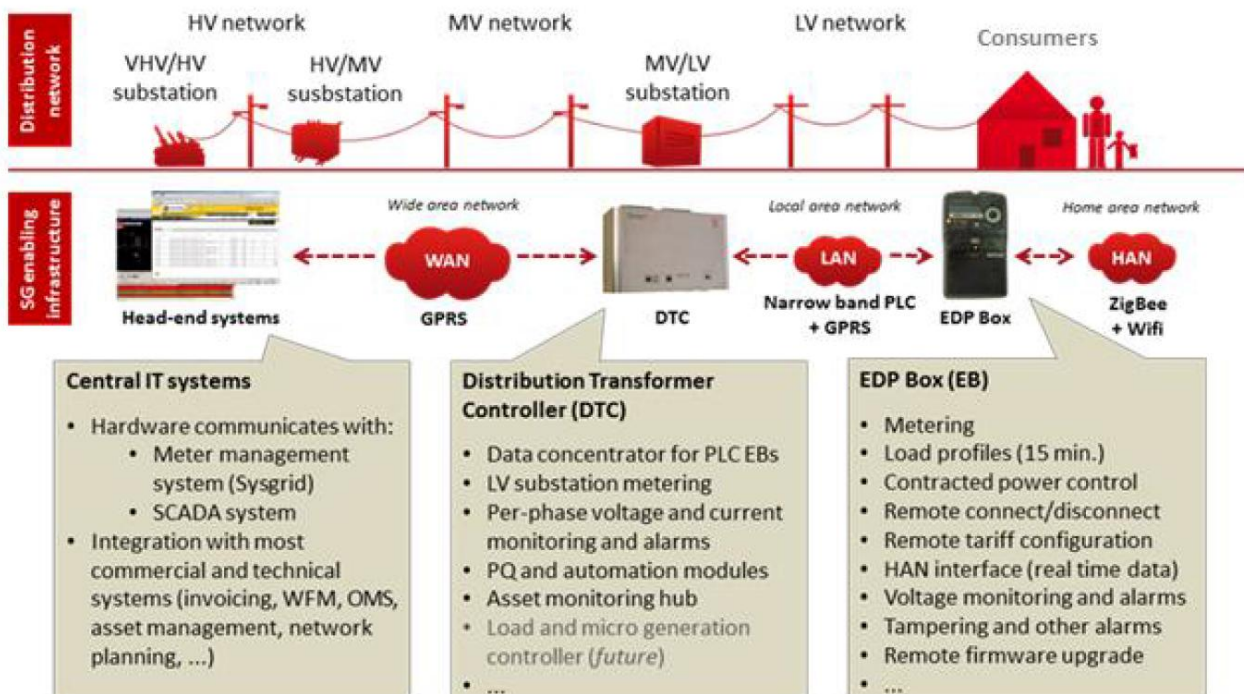 HV network
MV network
LV network
Consumers
Distribution
network
VHV/HV
substation
HV/MV
susbstation
MV/LV
substation
SG enabling
infrastructure
Wide area network
Local area network
Home area network
WAN
LAN
HAN
Head-end systems
GPRS
DTC
Narrow band PLC
+ GPRS
EDP Box
ZigBee
+ Wifi
Central IT systems
• Hardware communicates with:
• Meter management
system (Sysgrid)
• SCADA system
• Integration with most
commercial and technical
systems (invoicing, WFM, OMS,
asset management, network
planning, ...)
Distribution Transformer
Controller (DTC)
• Data concentrator for PLC EBs
• LV substation metering
• Per-phase voltage and current
monitoring and alarms
• PQ and automation modules
• Asset monitoring hub
• Load and micro generation
controller (future)
• ...
EDP Box (EB)
• Metering
• Load profiles (15 min.)
• Contracted power control
• Remote connect/disconnect
• Remote tariff configuration
• HAN interface (real time data)
• Voltage monitoring and alarms
• Tampering and other alarms
• Remote firmware upgrade
• ...